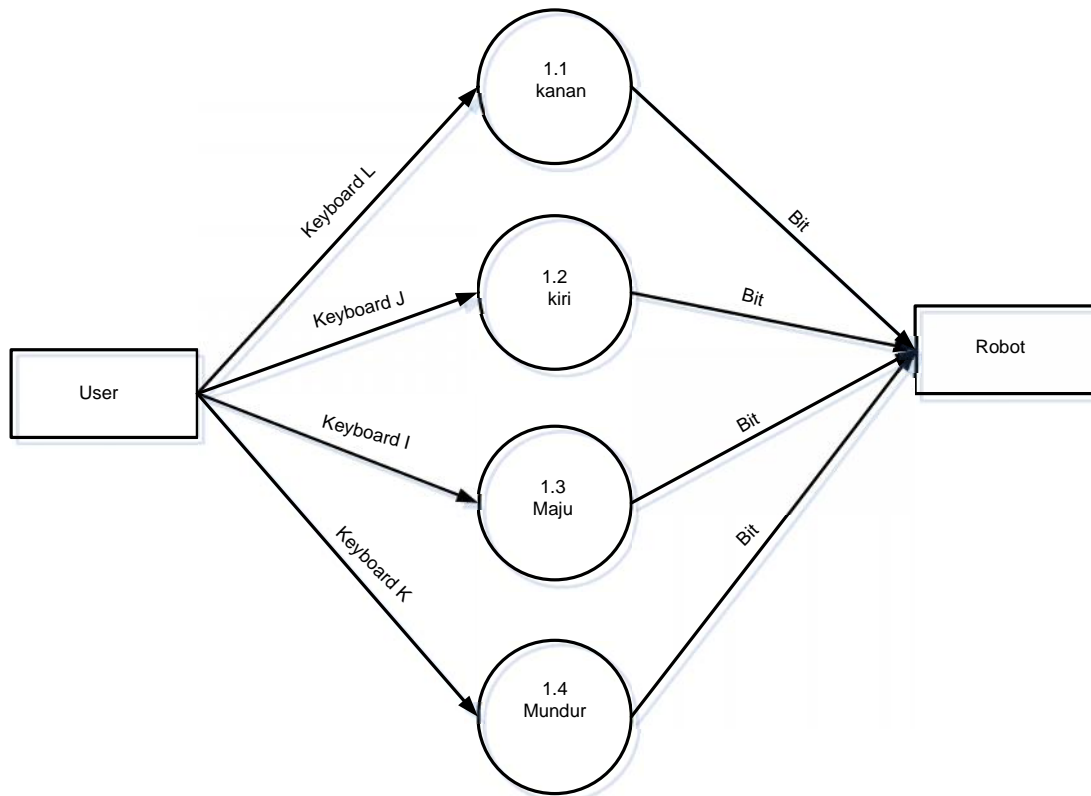 1.1
kanan
Keyboard L
Bit
1.2
kiri
Keyboard J
Bit
User
Robot
Keyboard I
Bit
1.3
Maju
Keyboard K
Bit
1.4
Mundur